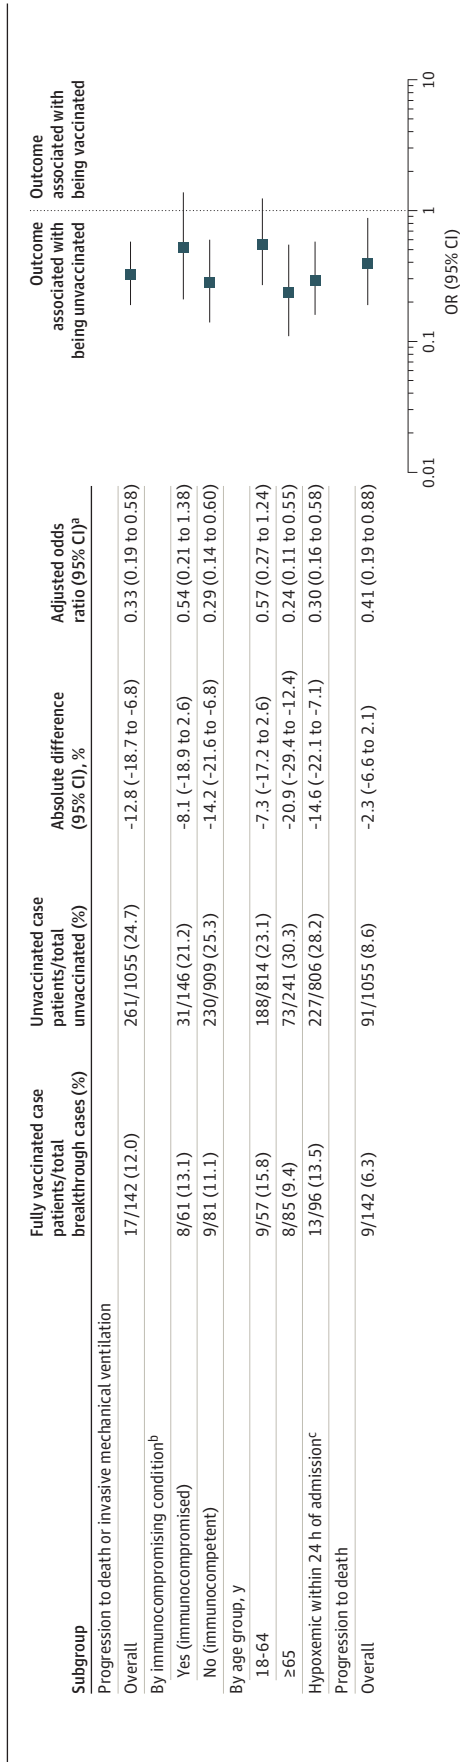 Subgroup Fully vaccinated case patients/total breakthrough cases (%) Unvaccinated case patients/total unvaccinated (%) Absolute difference (95% CI), % Adjusted odds ratio (95% CI)a Outcome associated with being unvaccinated Outcome associated with being vaccinated
Progression to death or invasive mechanical ventilation
Overall 17/142 (12.0) 261/1055 (24.7) -12.8 (-18.7 to -6.8) 0.33 (0.19 to 0.58)
By immunocompromising conditionb
Yes (immunocompromised) 8/61 (13.1) 31/146 (21.2) -8.1 (-18.9 to 2.6) 0.54 (0.21 to 1.38)
No (immunocompetent) 9/81 (11.1) 230/909 (25.3) -14.2 (-21.6 to -6.8) 0.29 (0.14 to 0.60)
By age group, y
18-64 9/57 (15.8) 188/814 (23.1) -7.3 (-17.2 to 2.6) 0.57 (0.27 to 1.24)
≥65 8/85 (9.4) 73/241 (30.3) -20.9 (-29.4 to -12.4) 0.24 (0.11 to 0.55)
Hypoxemic within 24 h of admissionc 13/96 (13.5) 227/806 (28.2) -14.6 (-22.1 to -7.1) 0.30 (0.16 to 0.58)
Progression to death
Overall 9/142 (6.3) 91/1055 (8.6) -2.3 (-6.6 to 2.1) 0.41 (0.19 to 0.88)
0.01 0.1 1 10
OR (95% CI)